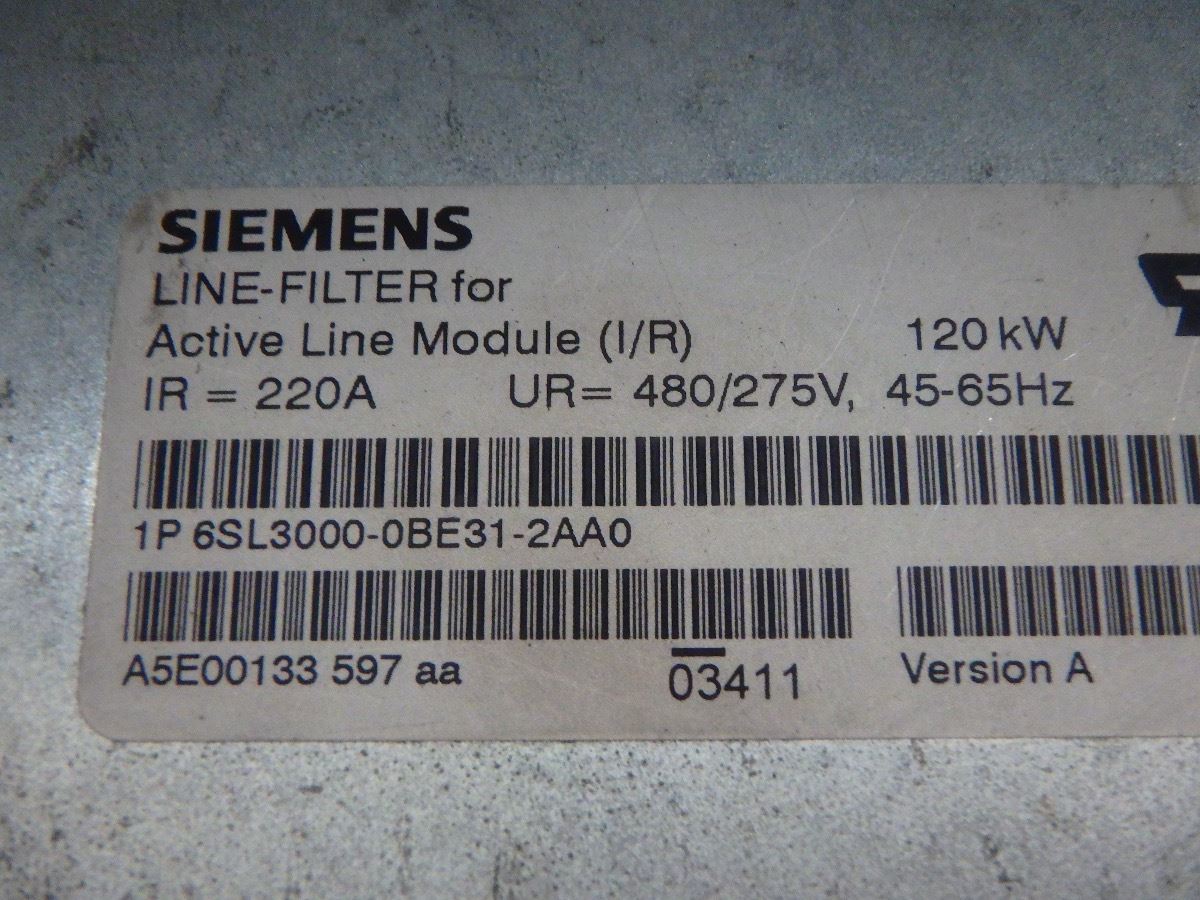 SIEMENS
LINE-FILTER for
Active Line Module (I/R) 120 kW
IR = 220A UR= 480/275V, 45-65Hz
1P 6SL3000-0BE31-2AA0
A5E00133 597 aa 03411 Version A